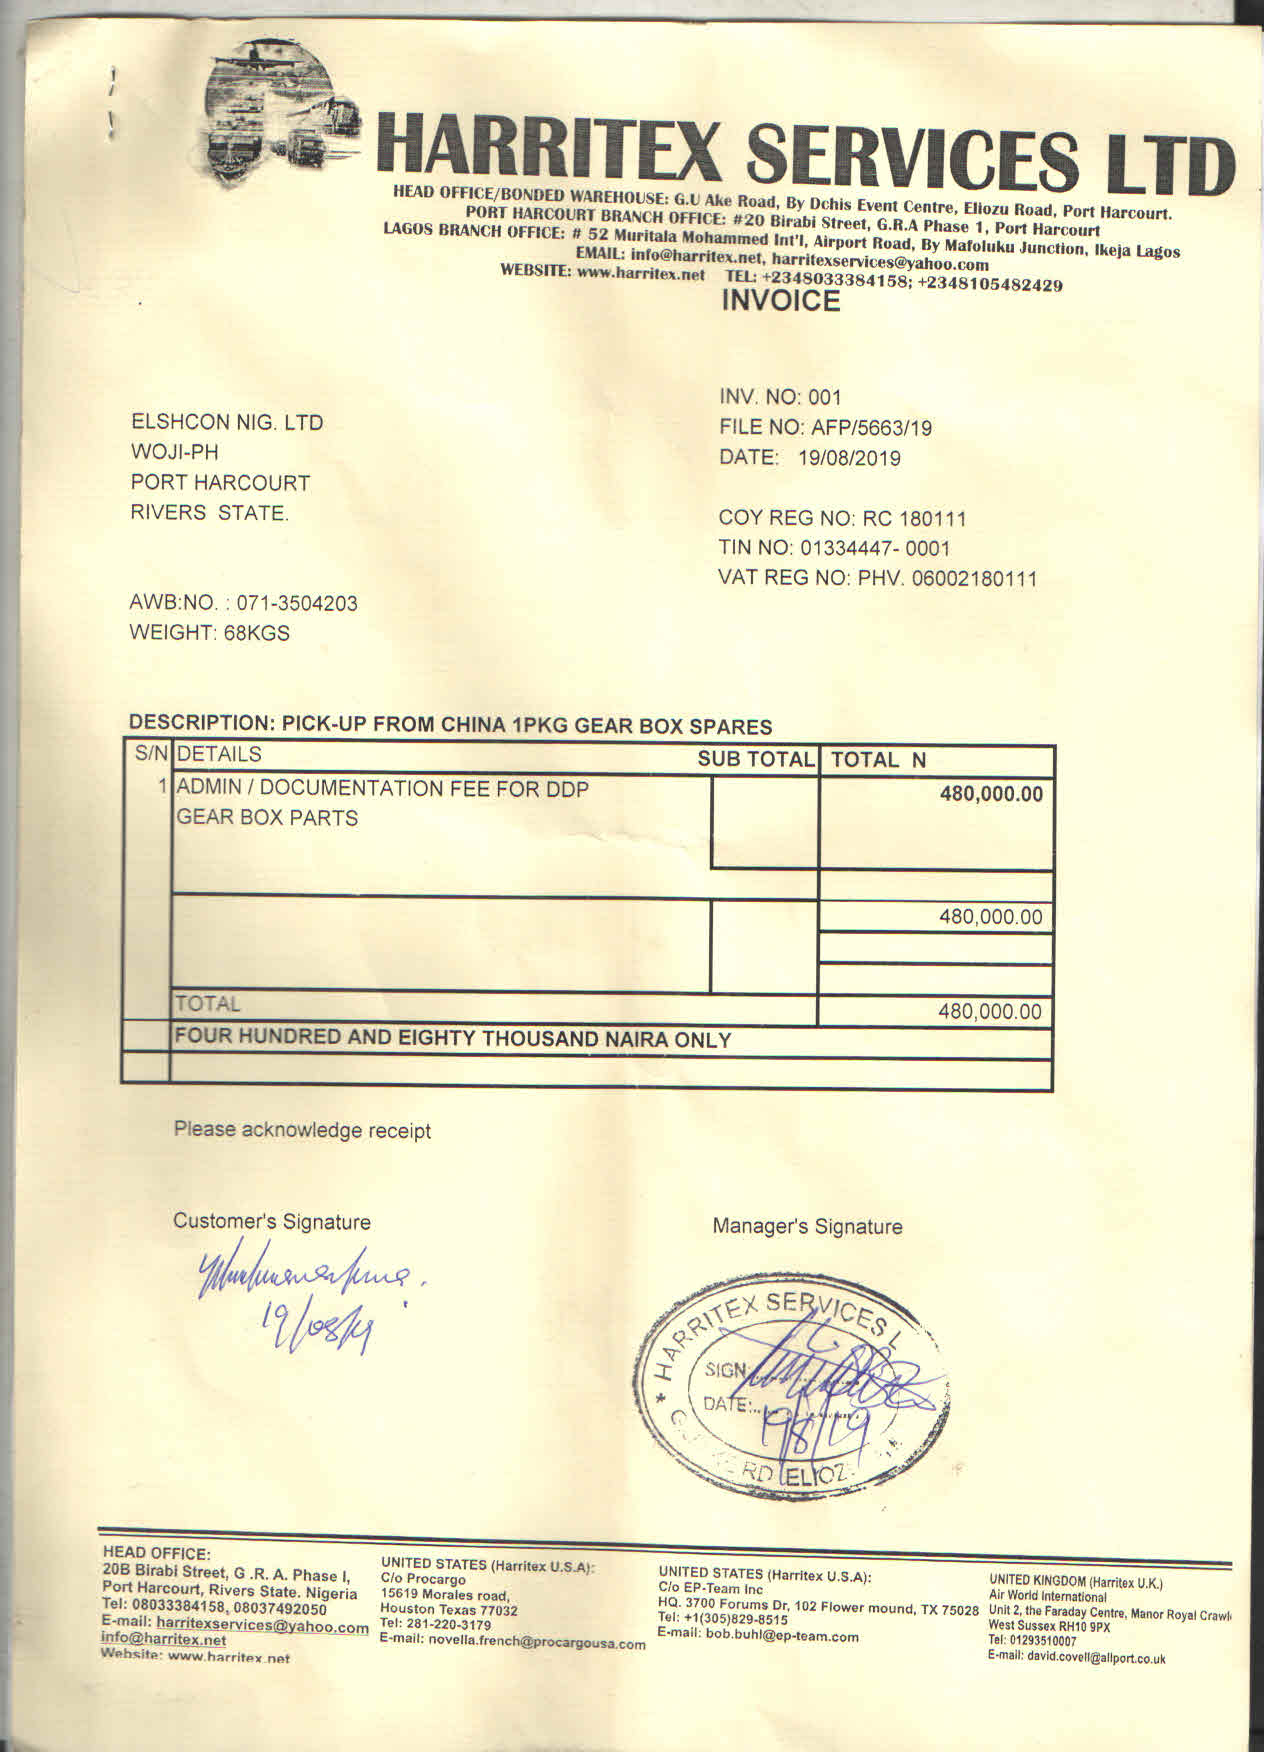 HARRITEX SERVICES LTD
HEAD OFFICE/BONDED WAREHOUSE: G.U Ake Road, By Dchis Event Centre, Eliozu Road, Port Harcourt.
PORT HARCOURT BRANCH OFFICE: #20 Birabi Street, G.R.A Phase 1, Port Harcourt
LAGOS BRANCH OFFICE: # 52 Muritala Mohammed Int'l, Airport Road, By Mafoluku Junction, Ikeja Lagos
EMAIL: info@harritex.net, harritexservices@yahoo.com
WEBSITE: www.harritex.net TEL: +2348033384158; +2348105482429
INVOICE
INV. NO: 001
FILE NO: AFP/5663/19
DATE: 19/08/2019
ELSHCON NIG. LTD
WOJI-PH
PORT HARCOURT
RIVERS STATE.
COY REG NO: RC 180111
TIN NO: 01334447- 0001
VAT REG NO: PHV. 06002180111
AWB:NO. : 071-3504203
WEIGHT: 68KGS
DESCRIPTION: PICK-UP FROM CHINA 1PKG GEAR BOX SPARES
S/N DETAILS SUB TOTAL TOTAL N
1 ADMIN / DOCUMENTATION FEE FOR DDP 480,000.00
GEAR BOX PARTS
480,000.00
TOTAL 480,000.00
FOUR HUNDRED AND EIGHTY THOUSAND NAIRA ONLY
Please acknowledge receipt
Customer's Signature
19/08/19
Manager's Signature
* HARRITEX SERVICES L
SIGN:
DATE:
19/8/19
RD ELIOZ
HEAD OFFICE:
20B Birabi Street, G .R. A. Phase I,
Port Harcourt, Rivers State. Nigeria
Tel: 08033384158, 08037492050
E-mail: harritexservices@yahoo.com
info@harritex.net
Website: www.harritex.net
UNITED STATES (Harritex U.S.A):
C/o Procargo
15619 Morales road,
Houston Texas 77032
Tel: 281-220-3179
E-mail: novella.french@procargousa.com
UNITED STATES (Harritex U.S.A):
C/o EP-Team Inc
HQ. 3700 Forums Dr, 102 Flower mound, TX 75028
Tel: +1(305)829-8515
E-mail: bob.buhl@ep-team.com
UNITED KINGDOM (Harritex U.K.)
Air World International
Unit 2, the Faraday Centre, Manor Royal Crawl
West Sussex RH10 9PX
Tel: 01293510007
E-mail: david.covell@allport.co.uk